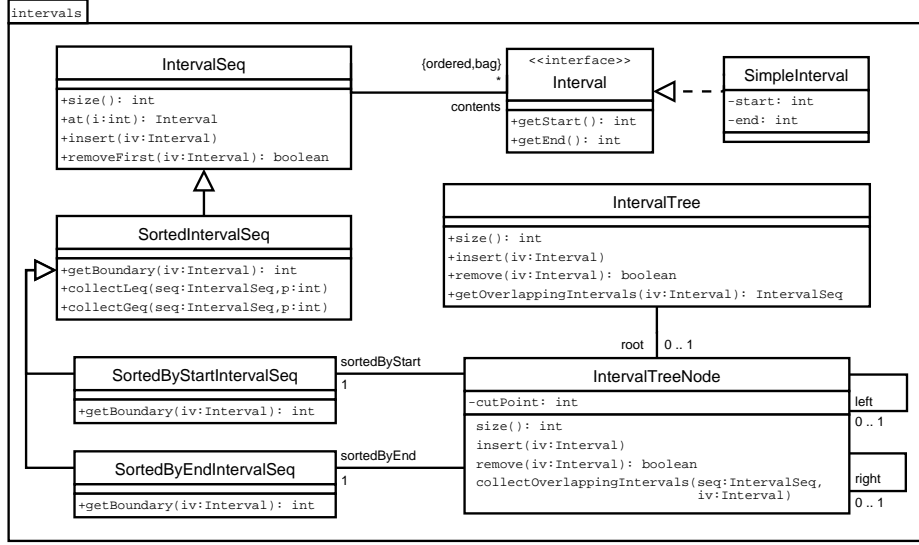 intervals
IntervalSeq
+size(): int
+at(i:int): Interval
+insert(iv:Interval)
+removeFirst(iv:Interval): boolean
{ordered,bag}
*
contents
<<interface>>
Interval
+getStart(): int
+getEnd(): int
SimpleInterval
-start: int
-end: int
SortedIntervalSeq
+getBoundary(iv:Interval): int
+collectLeq(seq:IntervalSeq,p:int)
+collectGeq(seq:IntervalSeq,p:int)
IntervalTree
+size(): int
+insert(iv:Interval)
+remove(iv:Interval): boolean
+getOverlappingIntervals(iv:Interval): IntervalSeq
root 0 .. 1
SortedByStartIntervalSeq
+getBoundary(iv:Interval): int
sortedByStart
1
SortedByEndIntervalSeq
+getBoundary(iv:Interval): int
sortedByEnd
1
IntervalTreeNode
-cutPoint: int
size(): int
insert(iv:Interval)
remove(iv:Interval): boolean
collectOverlappingIntervals(seq:IntervalSeq,
iv:Interval)
left
0 .. 1
right
0 .. 1